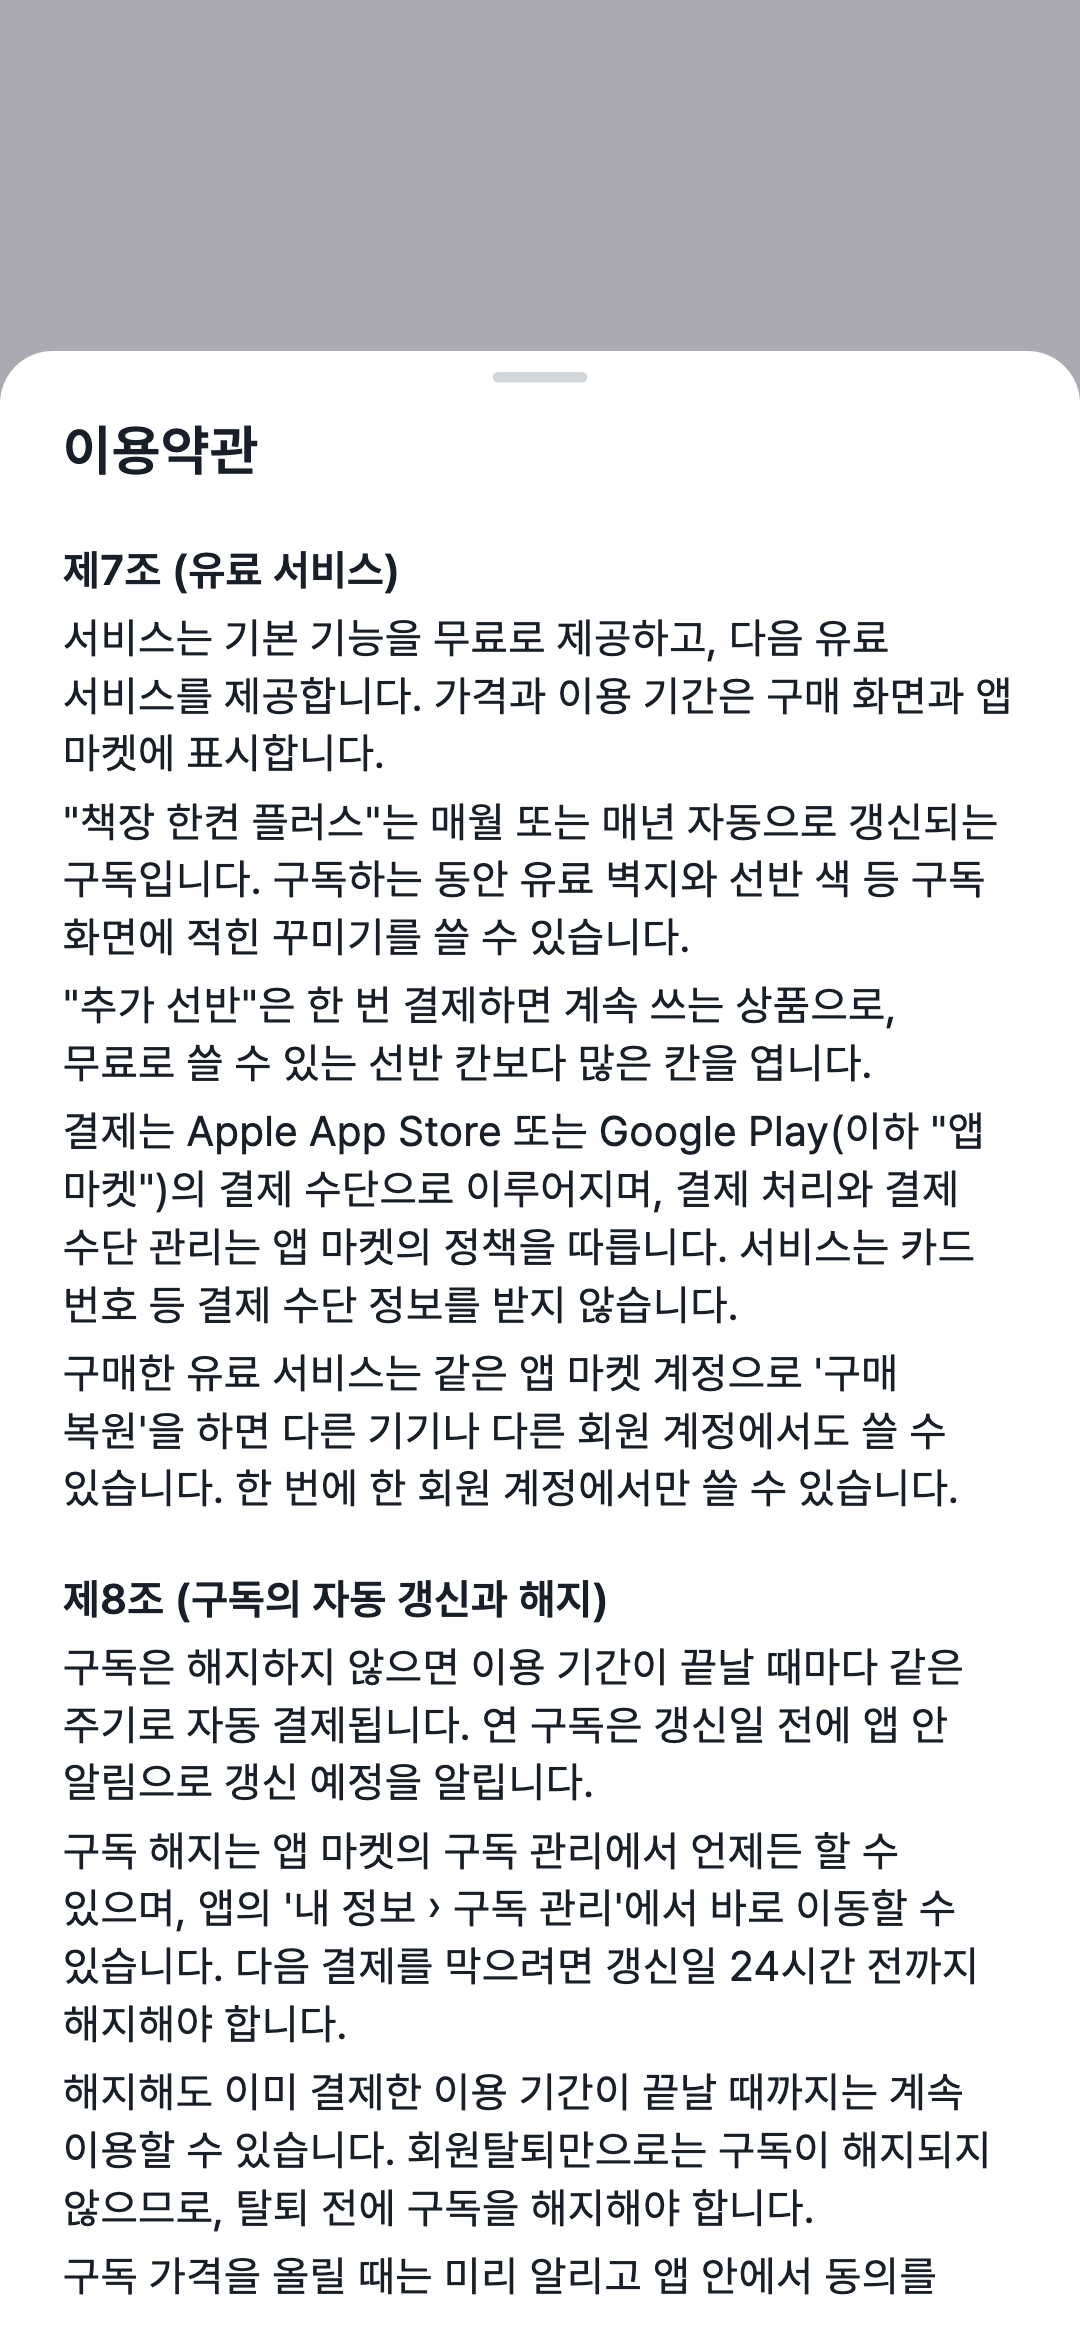 이용약관
제7조 (유료 서비스)
서비스는 기본 기능을 무료로 제공하고, 다음 유료
서비스를 제공합니다. 가격과 이용 기간은 구매 화면과 앱
마켓에 표시합니다.
"책장 한켠 플러스"는 매월 또는 매년 자동으로 갱신되는
구독입니다. 구독하는 동안 유료 벽지와 선반 색 등 구독
화면에 적힌 꾸미기를 쓸 수 있습니다.
"추가 선반"은 한 번 결제하면 계속 쓰는 상품으로,
무료로 쓸 수 있는 선반 칸보다 많은 칸을 엽니다.
결제는 Apple App Store 또는 Google Play(이하 "앱
마켓")의 결제 수단으로 이루어지며, 결제 처리와 결제
수단 관리는 앱 마켓의 정책을 따릅니다. 서비스는 카드
번호 등 결제 수단 정보를 받지 않습니다.
구매한 유료 서비스는 같은 앱 마켓 계정으로 '구매
복원'을 하면 다른 기기나 다른 회원 계정에서도 쓸 수
있습니다. 한 번에 한 회원 계정에서만 쓸 수 있습니다.
제8조 (구독의 자동 갱신과 해지)
구독은 해지하지 않으면 이용 기간이 끝날 때마다 같은
주기로 자동 결제됩니다. 연 구독은 갱신일 전에 앱 안
알림으로 갱신 예정을 알립니다.
구독 해지는 앱 마켓의 구독 관리에서 언제든 할 수
있으며, 앱의 '내 정보 › 구독 관리'에서 바로 이동할 수
있습니다. 다음 결제를 막으려면 갱신일 24시간 전까지
해지해야 합니다.
해지해도 이미 결제한 이용 기간이 끝날 때까지는 계속
이용할 수 있습니다. 회원탈퇴만으로는 구독이 해지되지
않으므로, 탈퇴 전에 구독을 해지해야 합니다.
구독 가격을 올릴 때는 미리 알리고 앱 안에서 동의를